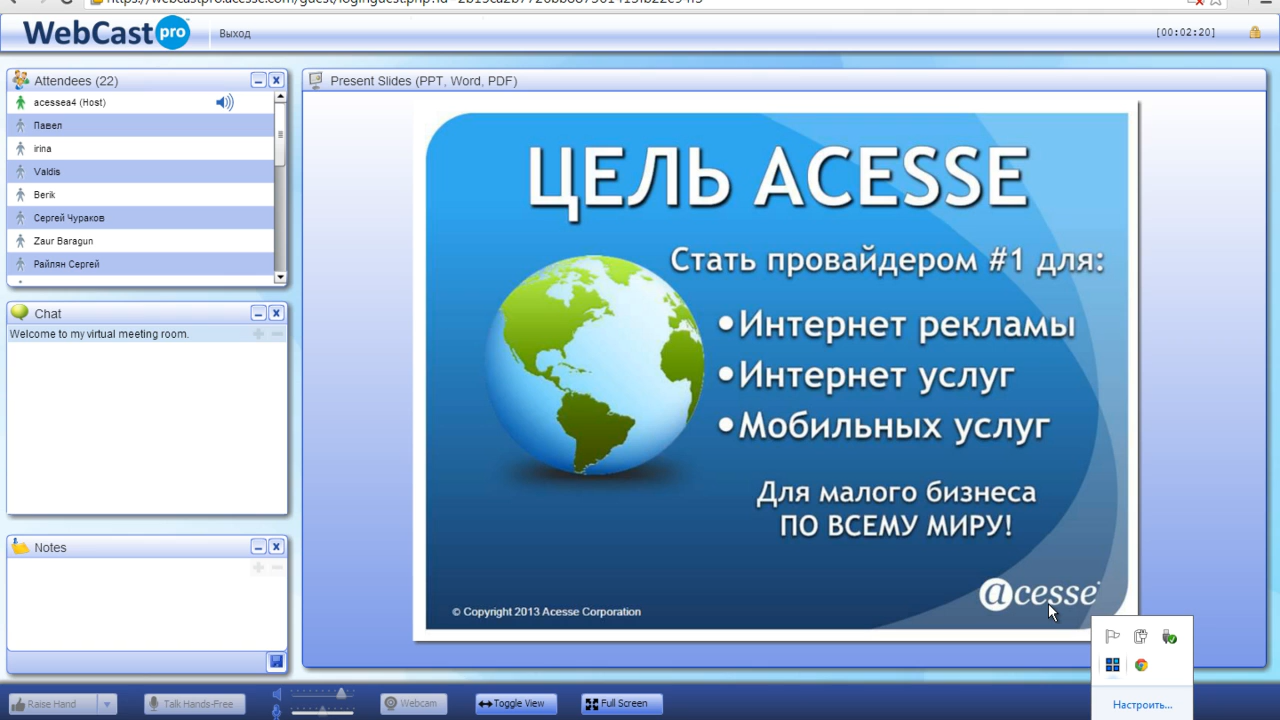 WebCast pro
Выход
[00:02:20]
Attendees (22)
acessea4 (Host)
Павел
irina
Valdis
Berik
Сергей Чураков
Zaur Baragun
Райлян Сергей
Chat
Welcome to my virtual meeting room.
Notes
Present Slides (PPT, Word, PDF)
ЦЕЛЬ ACESSE
Стать провайдером #1 для:
•Интернет рекламы
•Интернет услуг
•Мобильных услуг
Для малого бизнеса
ПО ВСЕМУ МИРУ!
acesse
© Copyright 2013 Acesse Corporation
Настроить...
Raise Hand
Talk Hands-Free
Webcam
Toggle View
Full Screen